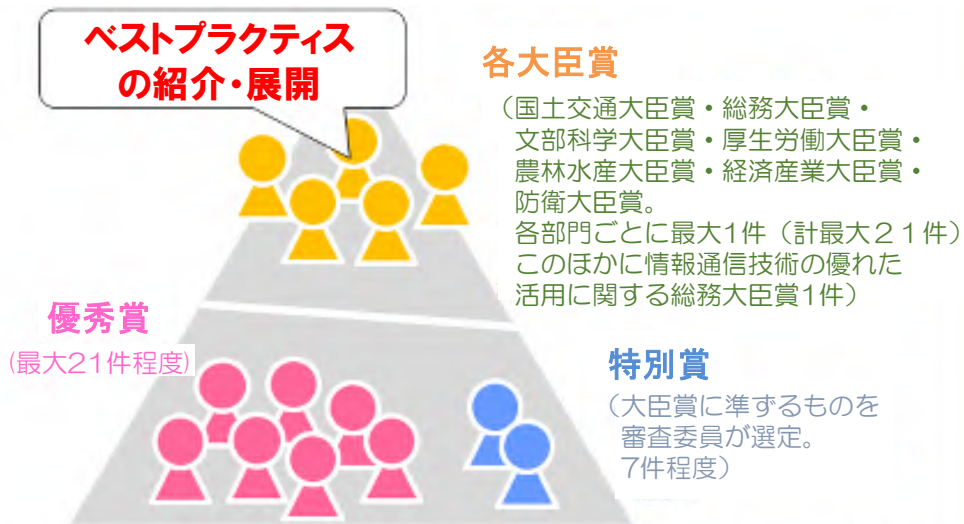 ベストプラクティス
の紹介・展開
各大臣賞
（国土交通大臣賞・総務大臣賞・
文部科学大臣賞・厚生労働大臣賞・
農林水産大臣賞・経済産業大臣賞・
防衛大臣賞。
各部門ごとに最大1件（計最大２１件）
このほかに情報通信技術の優れた
活用に関する総務大臣賞1件）
優秀賞
(最大21件程度)
特別賞
（大臣賞に準ずるものを
審査委員が選定。
7件程度）